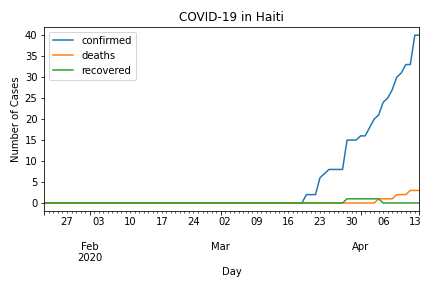 COVID-19 in Haiti
confirmed
deaths
recovered
Number of Cases
40
35
30
25
20
15
10
5
0
27 03 10 17 24 02 09 16 23 30 06 13
Feb Mar Apr
2020
Day